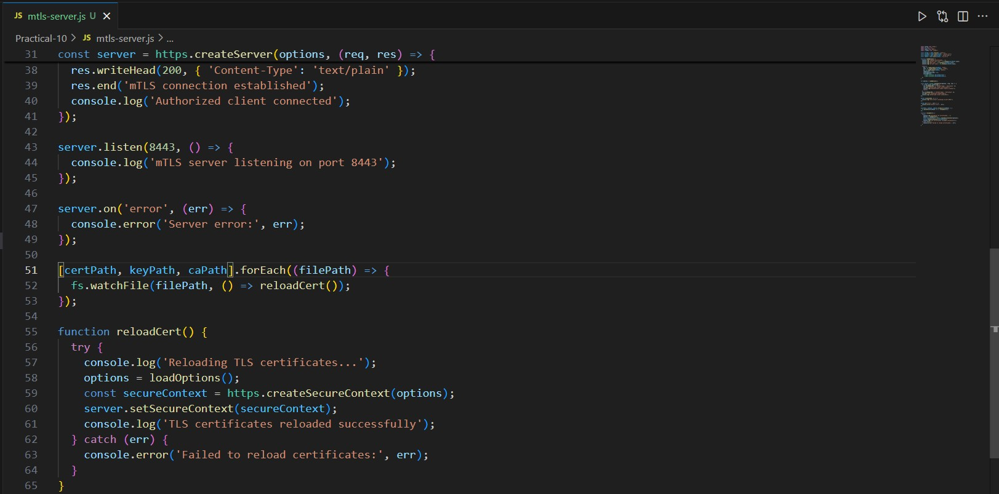 JS mtls-server.js U
Practical-10 > JS mtls-server.js > ...
31 const server = https.createServer(options, (req, res) => {
38 res.writeHead(200, { 'Content-Type': 'text/plain' });
39 res.end('mTLS connection established');
40 console.log('Authorized client connected');
41 });
42
43 server.listen(8443, () => {
44 console.log('mTLS server listening on port 8443');
45 });
46
47 server.on('error', (err) => {
48 console.error('Server error:', err);
49 });
50
51 [certPath, keyPath, caPath].forEach((filePath) => {
52 fs.watchFile(filePath, () => reloadCert());
53 });
54
55 function reloadCert() {
56 try {
57 console.log('Reloading TLS certificates...');
58 options = loadOptions();
59 const secureContext = https.createSecureContext(options);
60 server.setSecureContext(secureContext);
61 console.log('TLS certificates reloaded successfully');
62 } catch (err) {
63 console.error('Failed to reload certificates:', err);
64 }
65 }